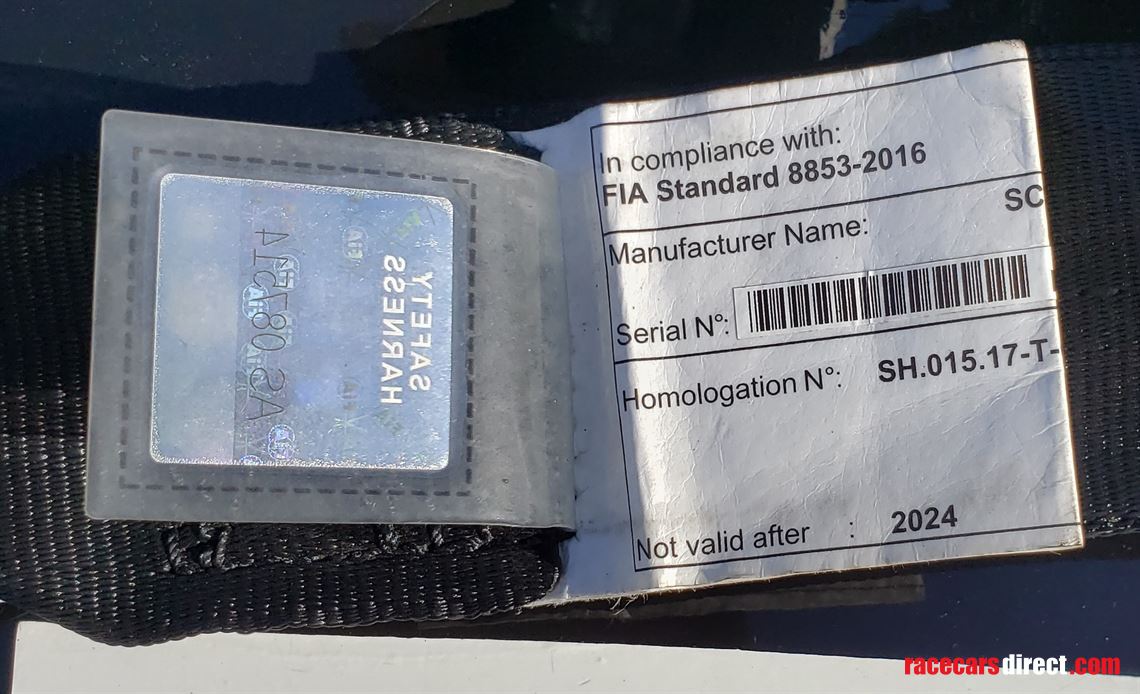 SAFETY
HARNESS
In compliance with:
FIA Standard 8853-2016
Manufacturer Name: SC
Serial N°:
Homologation N°: SH.015.17-T-
Not valid after : 2024
racecarsdirect.com